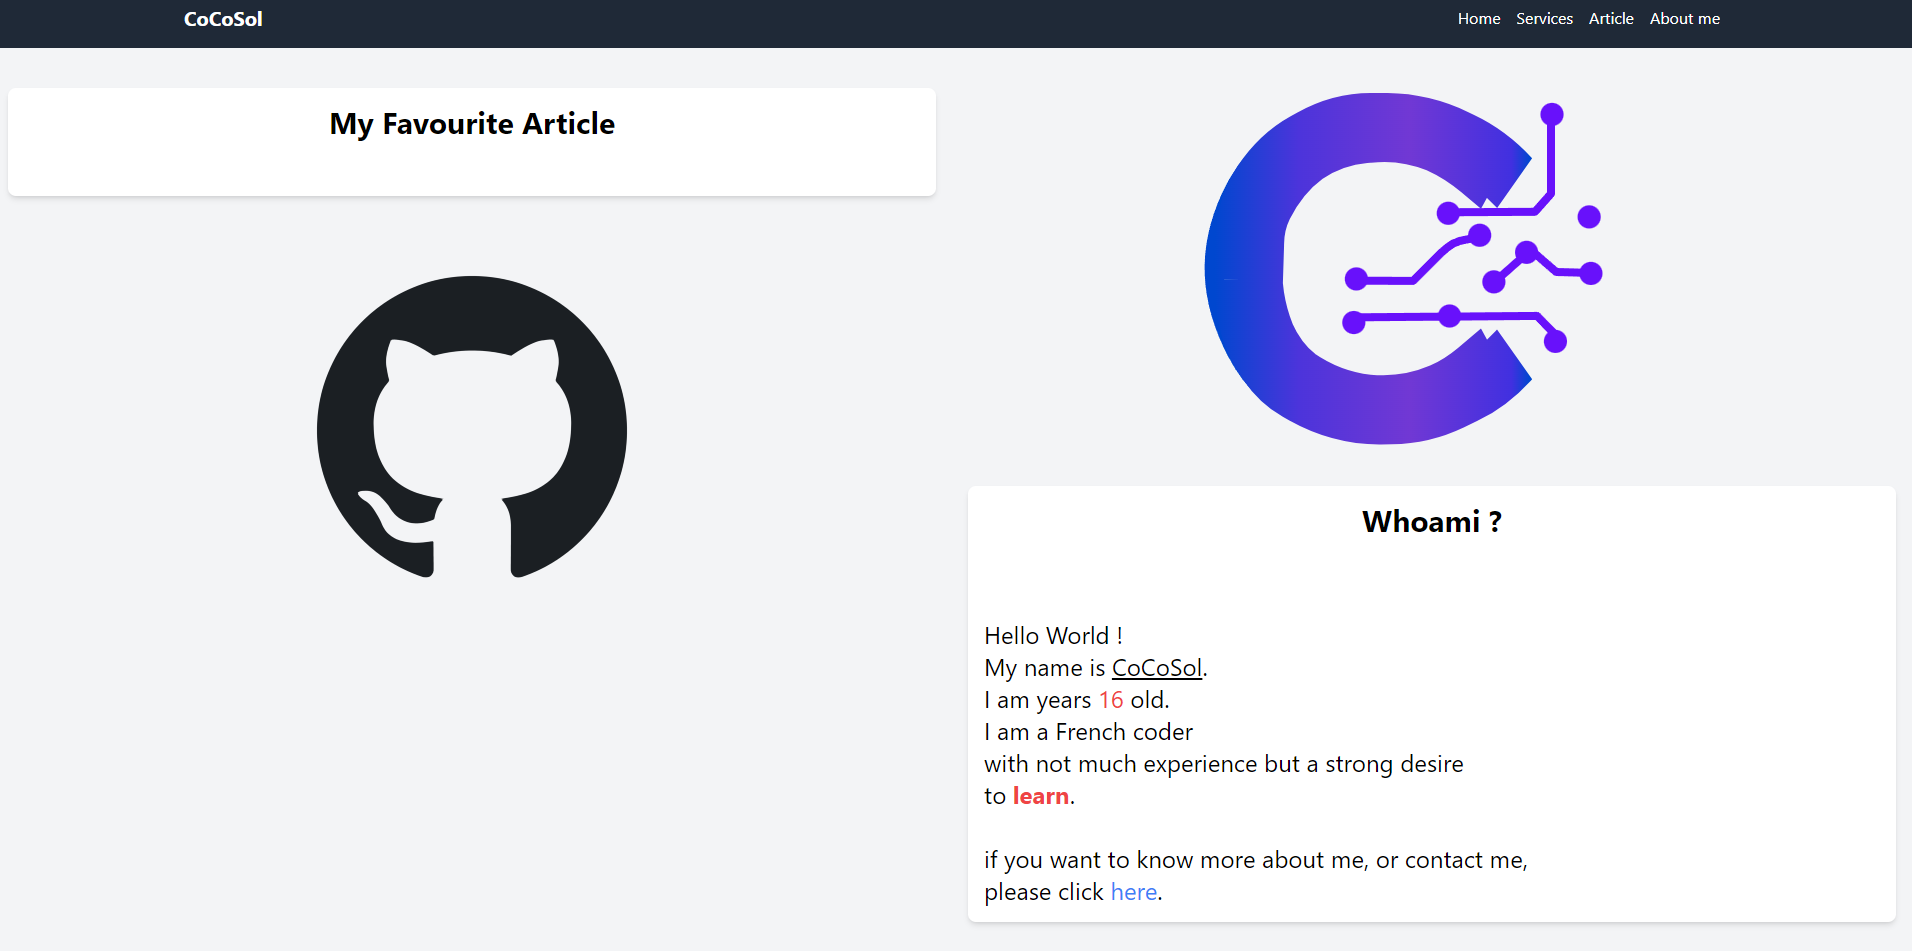 CoCoSol
Home Services Article About me
My Favourite Article
Whoami ?
Hello World !
My name is CoCoSol.
I am years 16 old.
I am a French coder
with not much experience but a strong desire
to learn.
if you want to know more about me, or contact me,
please click here.